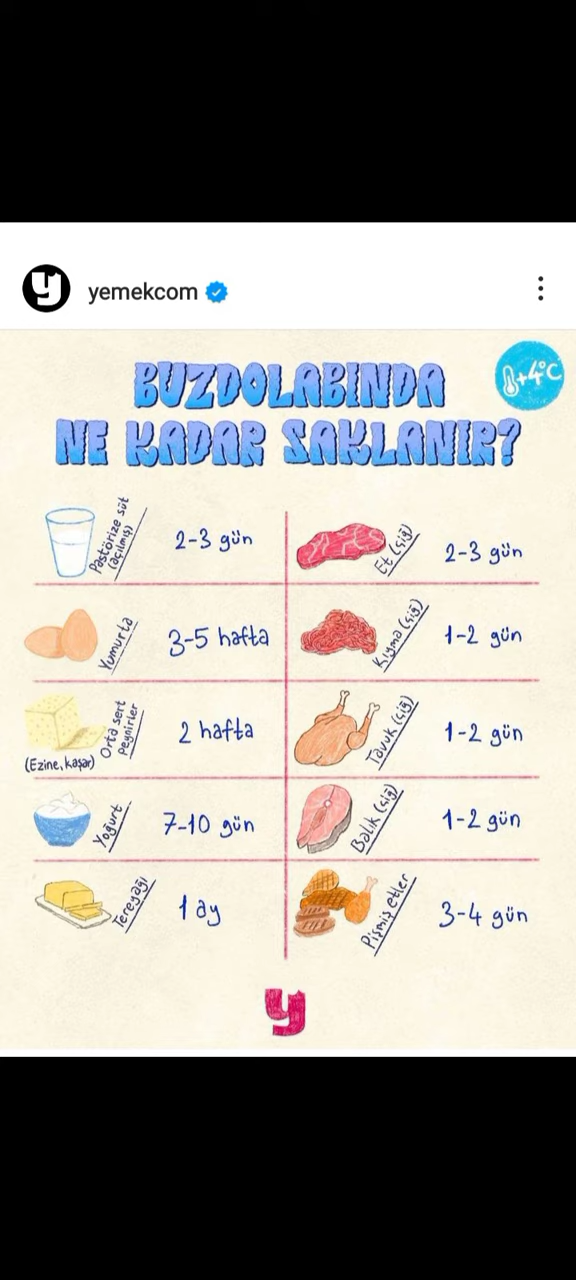 yemekcom
+4°C
BUZDOLABINDA
NE KADAR SAKLANIR?
Pastörize süt
(açılmış)
2-3 gün
Et (çiğ)
2-3 gün
Yumurta
3-5 hafta
Kıyma (çiğ)
1-2 gün
Orta sert
peynirler
(Ezine, kaşar)
2 hafta
Tavuk (çiğ)
1-2 gün
Yoğurt
7-10 gün
Balık (çiğ)
1-2 gün
Tereyağı
1 ay
Pişmiş etler
3-4 gün
y